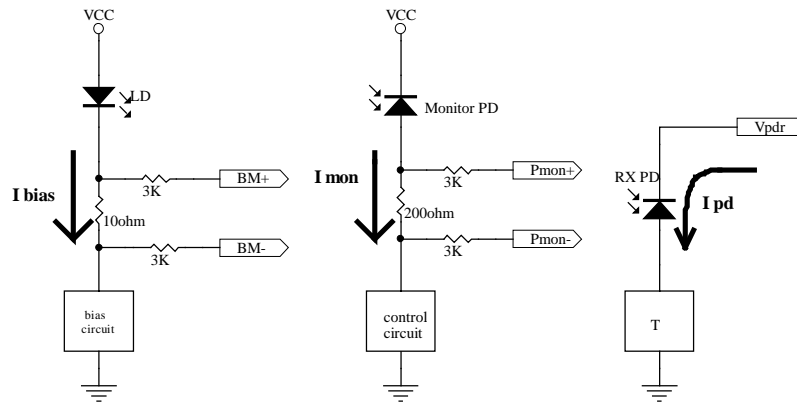 VCC
LD
I bias
3K
BM+
10ohm
3K
BM-
bias
circuit
VCC
Monitor PD
I mon
3K
Pmon+
200ohm
3K
Pmon-
control
circuit
Vpdr
RX PD
I pd
T